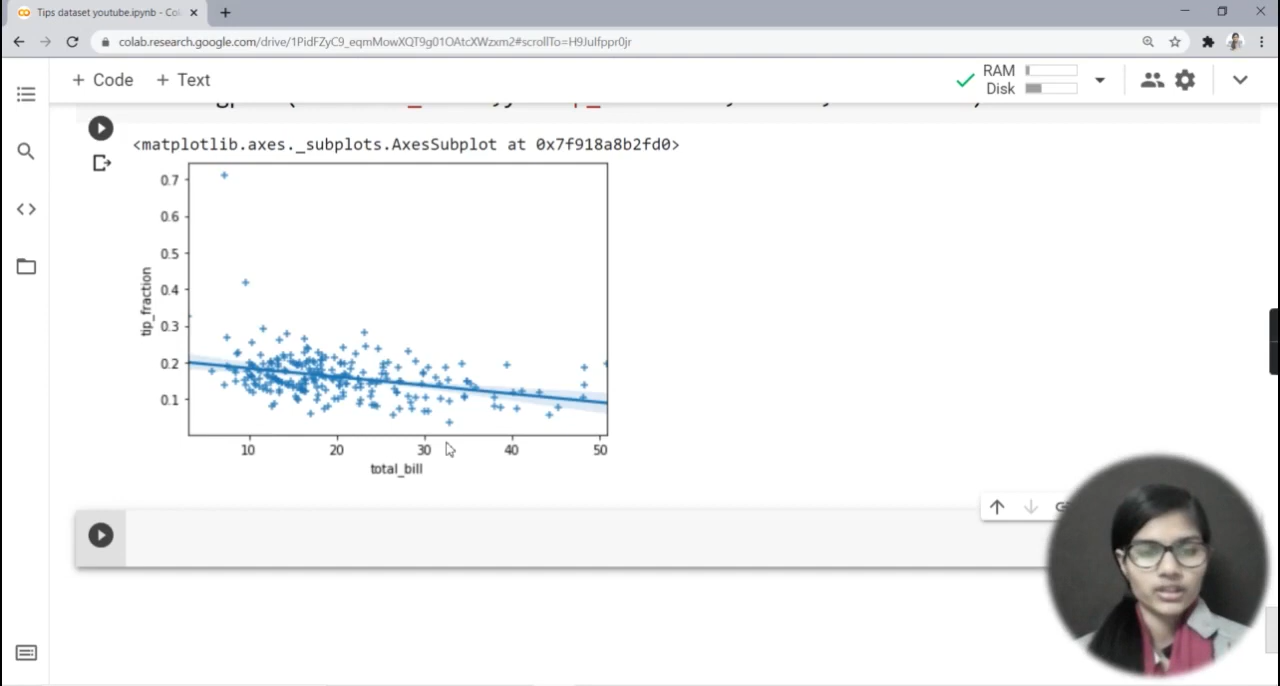 Tips dataset youtube.ipynb - Col
colab.research.google.com/drive/1PidFZyC9_eqmMowXQT9g01OAtcXWzxm2#scrollTo=H9Julfppr0jr
+ Code + Text
RAM
Disk
<matplotlib.axes._subplots.AxesSubplot at 0x7f918a8b2fd0>
0.7
0.6
0.5
0.4
0.3
0.2
0.1
tip_fraction
10 20 30 40 50
total_bill